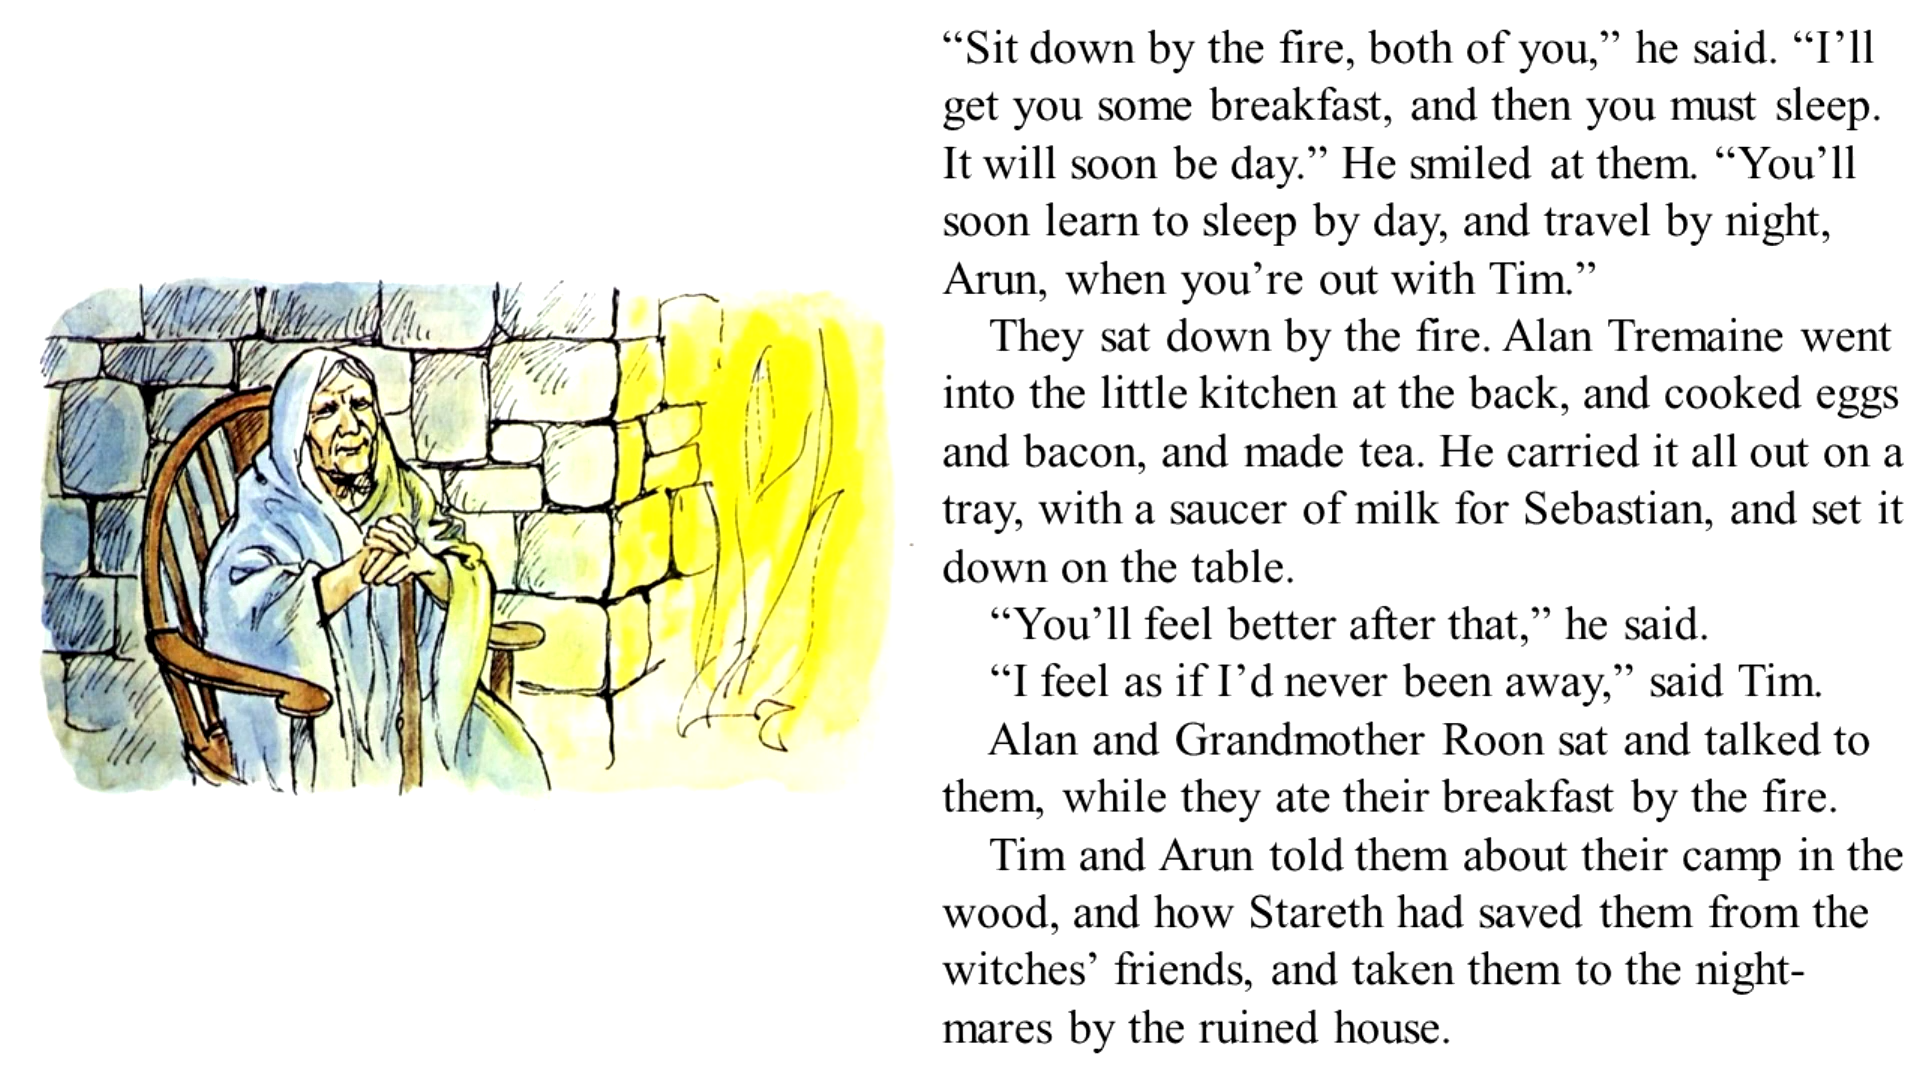 “Sit down by the fire, both of you,” he said. “I’ll
get you some breakfast, and then you must sleep.
It will soon be day.” He smiled at them. “You’ll
soon learn to sleep by day, and travel by night,
Arun, when you’re out with Tim.”
They sat down by the fire. Alan Tremaine went
into the little kitchen at the back, and cooked eggs
and bacon, and made tea. He carried it all out on a
tray, with a saucer of milk for Sebastian, and set it
down on the table.
“You’ll feel better after that,” he said.
“I feel as if I’d never been away,” said Tim.
Alan and Grandmother Roon sat and talked to
them, while they ate their breakfast by the fire.
Tim and Arun told them about their camp in the
wood, and how Stareth had saved them from the
witches’ friends, and taken them to the night-
mares by the ruined house.